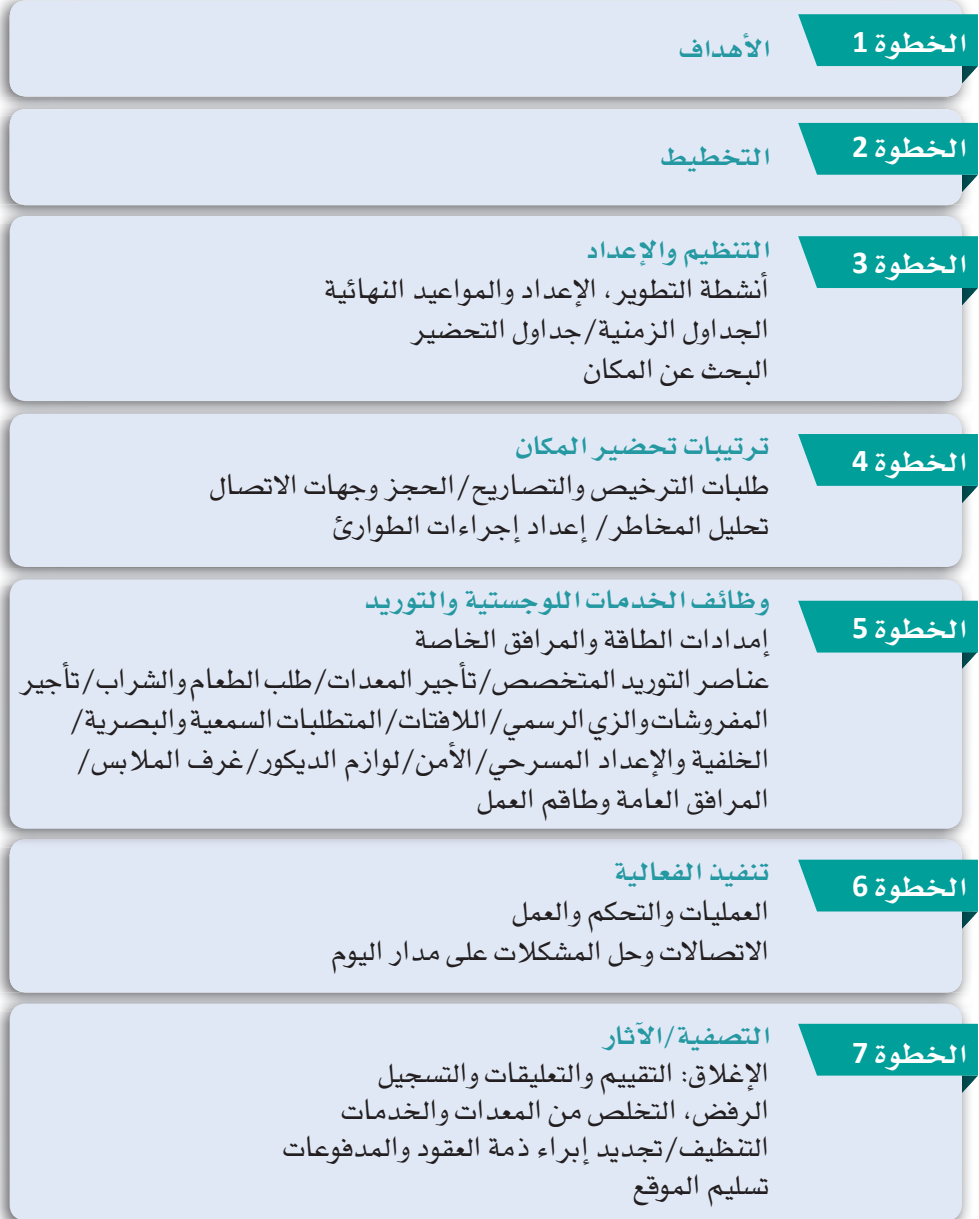 الخطوة 1
الأهداف
الخطوة 2
التخطيط
الخطوة 3
التنظيم والإعداد
أنشطة التطوير، الإعداد والمواعيد النهائية
الجداول الزمنية/جداول التحضير
البحث عن المكان
الخطوة 4
ترتيبات تحضير المكان
طلبات الترخيص والتصاريح/الحجز وجهات الاتصال
تحليل المخاطر/ إعداد إجراءات الطوارئ
الخطوة 5
وظائف الخدمات اللوجستية والتوريد
إمدادات الطاقة والمرافق الخاصة
عناصر التوريد المتخصص/تأجير المعدات/طلب الطعام والشراب/تأجير
المفروشات والزي الرسمي/اللافتات/المتطلبات السمعية والبصرية/
الخلفية والإعداد المسرحي/الأمن/لوازم الديكور/غرف الملابس/
المرافق العامة وطاقم العمل
الخطوة 6
تنفيذ الفعالية
العمليات والتحكم والعمل
الاتصالات وحل المشكلات على مدار اليوم
الخطوة 7
التصفية/الآثار
الإغلاق: التقييم والتعليقات والتسجيل
الرفض، التخلص من المعدات والخدمات
التنظيف/تجديد إبراء ذمة العقود والمدفوعات
تسليم الموقع